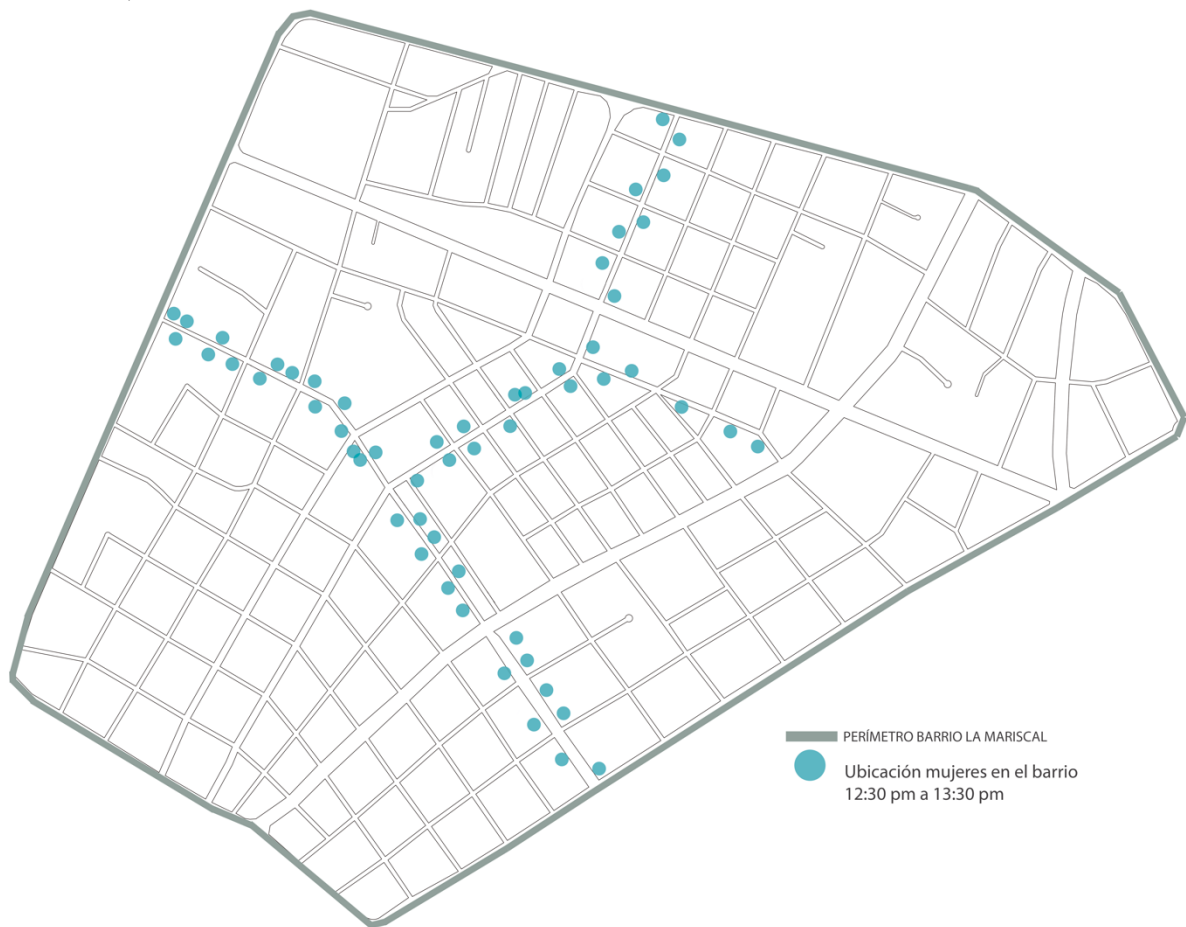 PERÍMETRO BARRIO LA MARISCAL
Ubicación mujeres en el barrio
12:30 pm a 13:30 pm